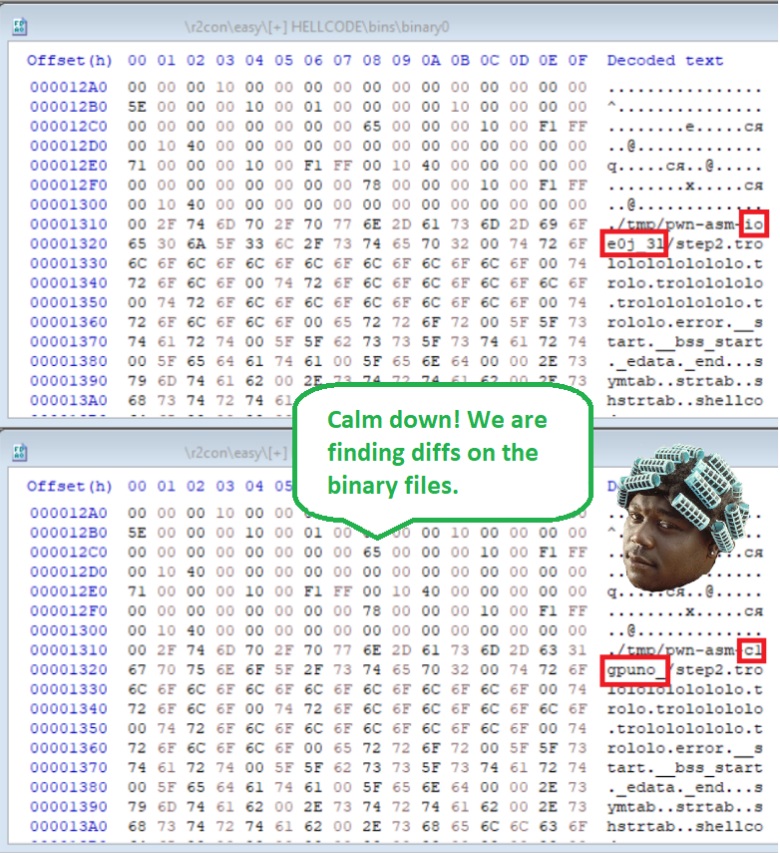 \r2con\easy\[+] HELLCODE\bins\binary0
Offset(h) 00 01 02 03 04 05 06 07 08 09 0A 0B 0C 0D 0E 0F Decoded text
000012A0 00 00 00 10 00 00 00 00 00 00 00 00 00 00 00 00 ................
000012B0 5E 00 00 00 10 00 01 00 00 00 00 10 00 00 00 00 ^...............
000012C0 00 00 00 00 00 00 00 00 65 00 00 00 10 00 F1 FF ........e.....ся
000012D0 00 10 40 00 00 00 00 00 00 00 00 00 00 00 00 00 ..@.............
000012E0 71 00 00 00 10 00 F1 FF 00 10 40 00 00 00 00 00 q.....ся..@.....
000012F0 00 00 00 00 00 00 00 00 78 00 00 00 10 00 F1 FF ........x.....ся
00001300 00 10 40 00 00 00 00 00 00 00 00 00 00 00 00 00 ..@.............
00001310 00 2F 74 6D 70 2F 70 77 6E 2D 61 73 6D 2D 69 6F ./tmp/pwn-asm-io
00001320 65 30 6A 5F 33 6C 2F 73 74 65 70 32 00 74 72 6F e0j_3l/step2.tro
00001330 6C 6F 6C 6F 6C 6F 6C 6F 6C 6F 6C 6F 6C 6F 00 74 lolololololololo.t
00001340 72 6F 6C 6F 00 74 72 6F 6C 6F 6C 6F 6C 6F 6C 6F rolo.trolololololo
00001350 00 74 72 6F 6C 6F 6C 6F 6C 6F 6C 6F 6C 6F 00 74 .trolololololo.t
00001360 72 6F 6C 6F 6C 6F 00 65 72 72 6F 72 00 5F 5F 73 rololo.error.__s
00001370 74 61 72 74 00 5F 5F 62 73 73 5F 73 74 61 72 74 tart.__bss_start
00001380 00 5F 65 64 61 74 61 00 5F 65 6E 64 00 00 2E 73 ._edata._end...s
00001390 79 6D 74 61 62 00 2E 73 74 72 74 61 62 00 2E 73 ymtab..strtab..s
000013A0 68 73 74 72 74 61 hstrtab..shellco
Calm down! We are
finding diffs on the
binary files.
\r2con\easy\[+]
Offset(h) 00 01 02 03 04 05
000012A0 00 00 00 10 00 00
000012B0 5E 00 00 00 10 00 01 00 00 10 00 00 00 00 ^
000012C0 00 00 00 00 00 00 00 00 65 00 00 00 10 00 F1 FF ся
000012D0 00 10 40 00 00 00 00 00 00 00 00 00 00 00 00 00
000012E0 71 00 00 00 10 00 F1 FF 00 10 40 00 00 00 00 00 q.....ся..@.....
000012F0 00 00 00 00 00 00 00 00 78 00 00 00 10 00 F1 FF ........x.....ся
00001300 00 10 40 00 00 00 00 00 00 00 00 00 00 00 00 00 ..@.............
00001310 00 2F 74 6D 70 2F 70 77 6E 2D 61 73 6D 2D 63 31 ./tmp/pwn-asm-c1
00001320 67 70 75 6E 6F 5F 2F 73 74 65 70 32 00 74 72 6F gpuno_/step2.tro
00001330 6C 6F 6C 6F 6C 6F 6C 6F 6C 6F 6C 6F 6C 6F 00 74 lololololololo.t
00001340 72 6F 6C 6F 00 74 72 6F 6C 6F 6C 6F 6C 6F 6C 6F rolo.trololololo
00001350 00 74 72 6F 6C 6F 6C 6F 6C 6F 6C 6F 6C 6F 00 74 .trolololololo.t
00001360 72 6F 6C 6F 6C 6F 00 65 72 72 6F 72 00 5F 5F 73 rololo.error.__s
00001370 74 61 72 74 00 5F 5F 62 73 73 5F 73 74 61 72 74 tart.__bss_start
00001380 00 5F 65 64 61 74 61 00 5F 65 6E 64 00 00 2E 73 ._edata._end...s
00001390 79 6D 74 61 62 00 2E 73 74 72 74 61 62 00 2E 73 ymtab..strtab..s
000013A0 68 73 74 72 74 61 62 00 2E 73 68 65 6C 6C 63 6F hstrtab..shellco